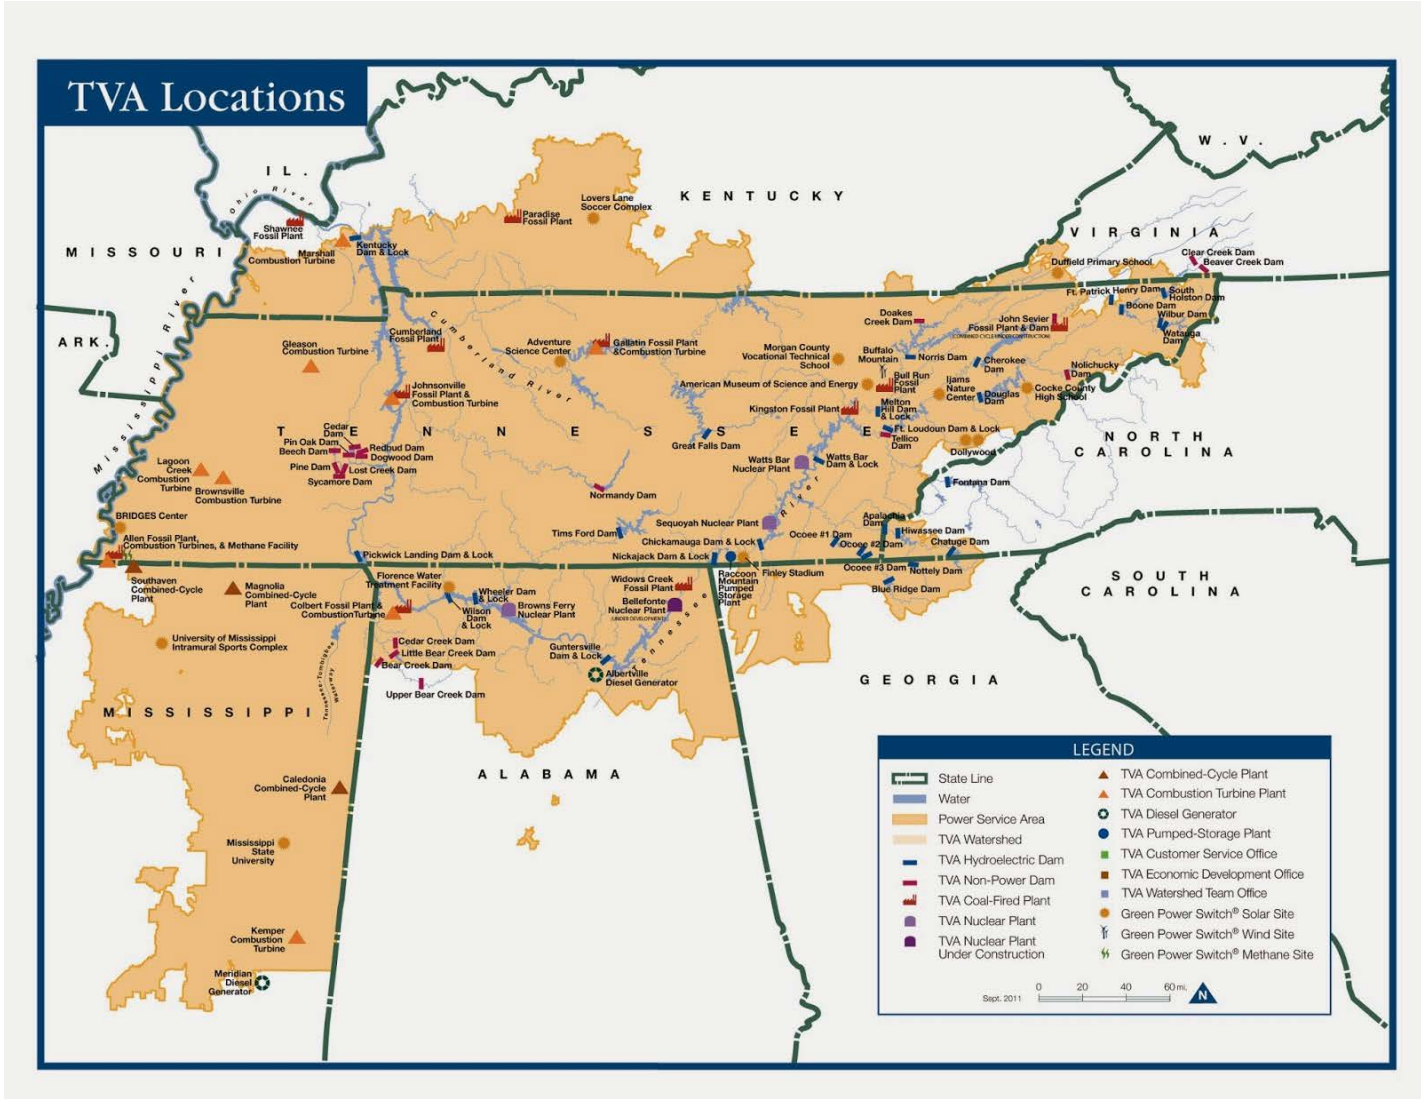 TVA Locations
IL.
Ohio River
KENTUCKY
W. V.
VIRGINIA
MISSOURI
ARK.
Mississippi River
Shawnee
Fossil Plant
Marshall
Combustion Turbine
Kentucky
Dam & Lock
Paradise
Fossil Plant
Lovers Lane
Soccer Complex
Duffield Primary School
Clear Creek Dam
Beaver Creek Dam
Ft. Patrick Henry Dam
South
Holston Dam
Boone Dam
Wilbur Dam
Watauga
Dam
Doakes
Creek Dam
John Sevier
Fossil Plant & Dam
(COMBINED CYCLE UNDER CONSTRUCTION)
Cumberland
Fossil Plant
Cumberland River
Gleason
Combustion Turbine
Adventure
Science Center
Gallatin Fossil Plant
&Combustion Turbine
Morgan County
Vocational Technical
School
Buffalo
Mountain
Norris Dam
Cherokee
Dam
Nolichucky
Dam
American Museum of Science and Energy
Bull Run
Fossil
Plant
Ijams
Nature
Center
Douglas
Dam
Cocke County
High School
Johnsonville
Fossil Plant &
Combustion Turbine
Kingston Fossil Plant
Melton
Hill Dam
& Lock
TENNESSEE
Ft. Loudoun Dam & Lock
Tellico
Dam
Dollywood
NORTH
CAROLINA
Cedar
Dam
Pin Oak Dam
Beech Dam
Redbud Dam
Dogwood Dam
Pine Dam
Lost Creek Dam
Sycamore Dam
Great Falls Dam
Watts Bar
Nuclear Plant
Watts Bar
Dam & Lock
Lagoon
Creek
Combustion
Turbine
Brownsville
Combustion Turbine
Normandy Dam
Fontana Dam
River
BRIDGES Center
Allen Fossil Plant,
Combustion Turbines, & Methane Facility
Tims Ford Dam
Sequoyah Nuclear Plant
Chickamauga Dam & Lock
Nickajack Dam & Lock
Apalachia
Dam
Hiwassee Dam
Ocoee #1 Dam
Ocoee #2 Dam
Ocoee #3 Dam
Chatuge Dam
Nottely Dam
Blue Ridge Dam
Pickwick Landing Dam & Lock
Southaven
Combined-Cycle
Plant
Magnolia
Combined-Cycle
Plant
Florence Water
Treatment Facility
Wheeler Dam
& Lock
Widows Creek
Fossil Plant
Raccoon
Mountain
Pumped
Storage
Plant
Finley Stadium
SOUTH
CAROLINA
Colbert Fossil Plant &
Combustion Turbine
Wilson
Dam
& Lock
Browns Ferry
Nuclear Plant
Bellefonte
Nuclear Plant
(UNDER DEVELOPMENT)
Tennessee
University of Mississippi
Intramural Sports Complex
Tennessee-Tombigbee
Waterway
Cedar Creek Dam
Little Bear Creek Dam
Bear Creek Dam
Upper Bear Creek Dam
Guntersville
Dam & Lock
Albertville
Diesel Generator
GEORGIA
MISSISSIPPI
ALABAMA
Caledonia
Combined-Cycle
Plant
Mississippi
State
University
Kemper
Combustion
Turbine
Meridian
Diesel
Generator
LEGEND
State Line
Water
Power Service Area
TVA Watershed
TVA Hydroelectric Dam
TVA Non-Power Dam
TVA Coal-Fired Plant
TVA Nuclear Plant
TVA Nuclear Plant
Under Construction
TVA Combined-Cycle Plant
TVA Combustion Turbine Plant
TVA Diesel Generator
TVA Pumped-Storage Plant
TVA Customer Service Office
TVA Economic Development Office
TVA Watershed Team Office
Green Power Switch® Solar Site
Green Power Switch® Wind Site
Green Power Switch® Methane Site
Sept. 2011
0 20 40 60 mi.
N